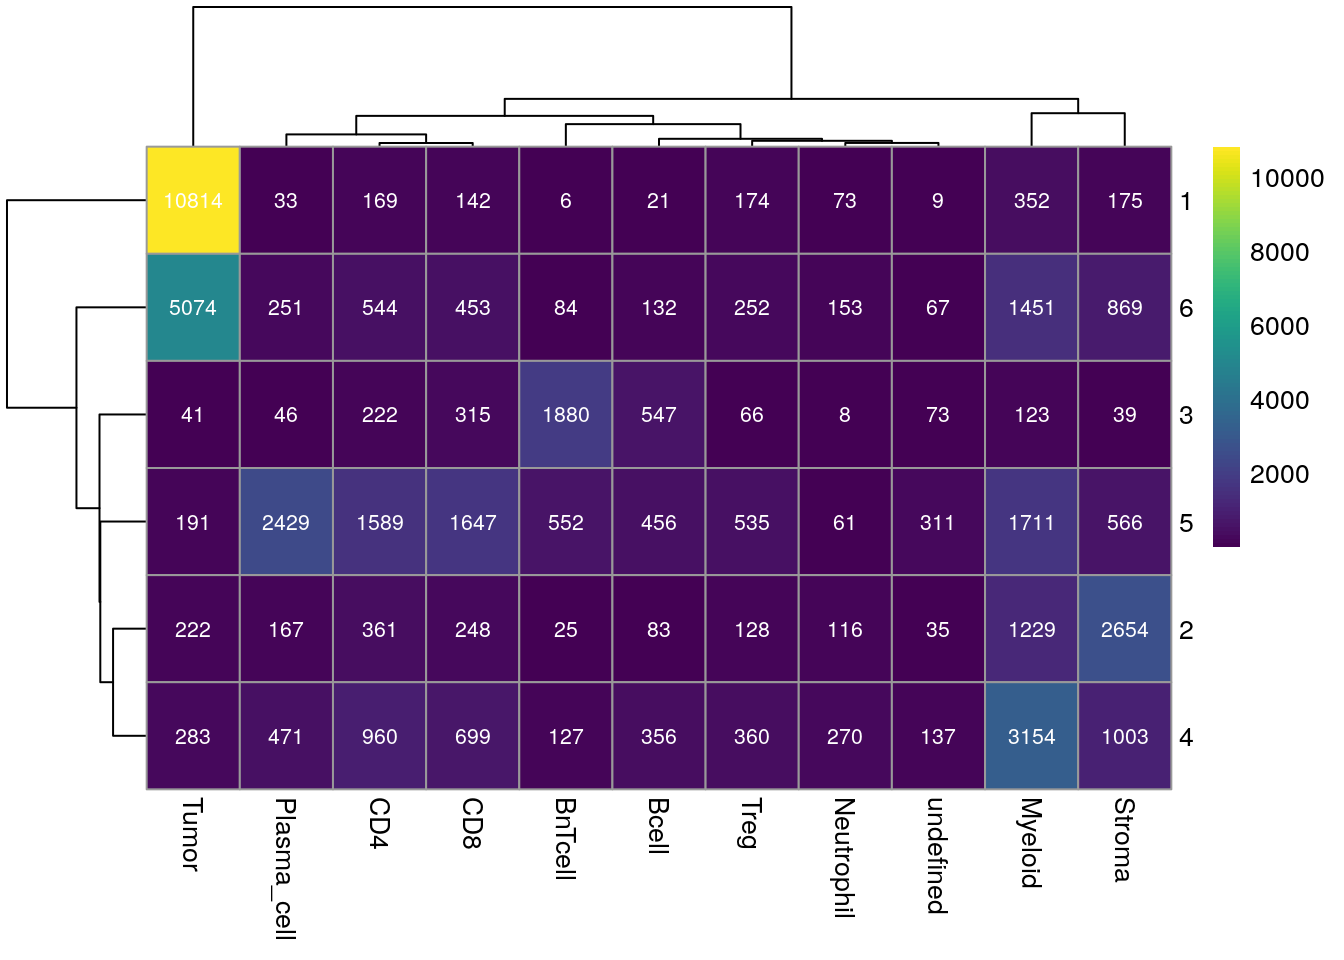 10814 33 169 142 6 21 174 73 9 352 175 1
5074 251 544 453 84 132 252 153 67 1451 869 6
41 46 222 315 1880 547 66 8 73 123 39 3
191 2429 1589 1647 552 456 535 61 311 1711 566 5
222 167 361 248 25 83 128 116 35 1229 2654 2
283 471 960 699 127 356 360 270 137 3154 1003 4
Tumor
Plasma_cell
CD4
CD8
BnTcell
Bcell
Treg
Neutrophil
undefined
Myeloid
Stroma
10000
8000
6000
4000
2000